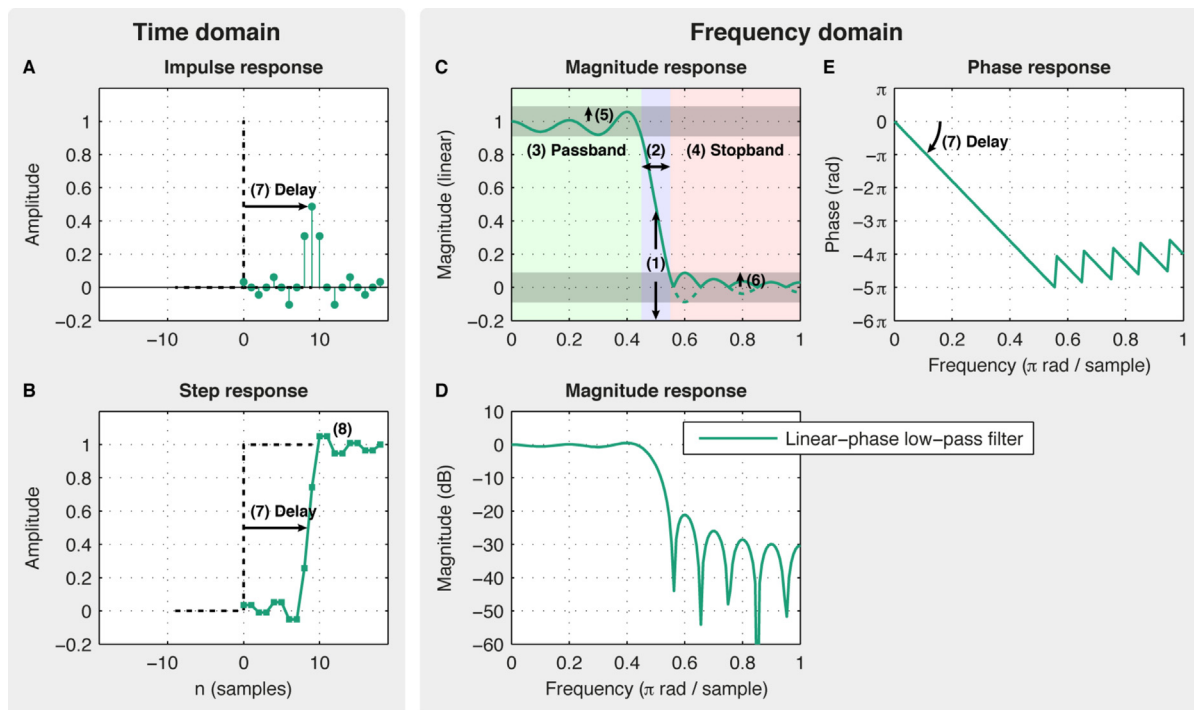 Time domain
A
Impulse response
Amplitude
1
0.8
0.6
0.4
0.2
0
−0.2
(7) Delay
−10
0
10
B
Step response
Amplitude
1
0.8
0.6
0.4
0.2
0
−0.2
(8)
(7) Delay
−10
0
10
n (samples)
Frequency domain
C
Magnitude response
Magnitude (linear)
1
0.8
0.6
0.4
0.2
0
−0.2
(5)
(3) Passband
(2)
(4) Stopband
(1)
(6)
0
0.2
0.4
0.6
0.8
1
D
Magnitude response
Magnitude (dB)
10
0
−10
−20
−30
−40
−50
−60
Linear−phase low−pass filter
0
0.2
0.4
0.6
0.8
1
Frequency (π rad / sample)
E
Phase response
Phase (rad)
π
0
−π
−2π
−3π
−4π
−5π
−6π
(7) Delay
0
0.2
0.4
0.6
0.8
1
Frequency (π rad / sample)